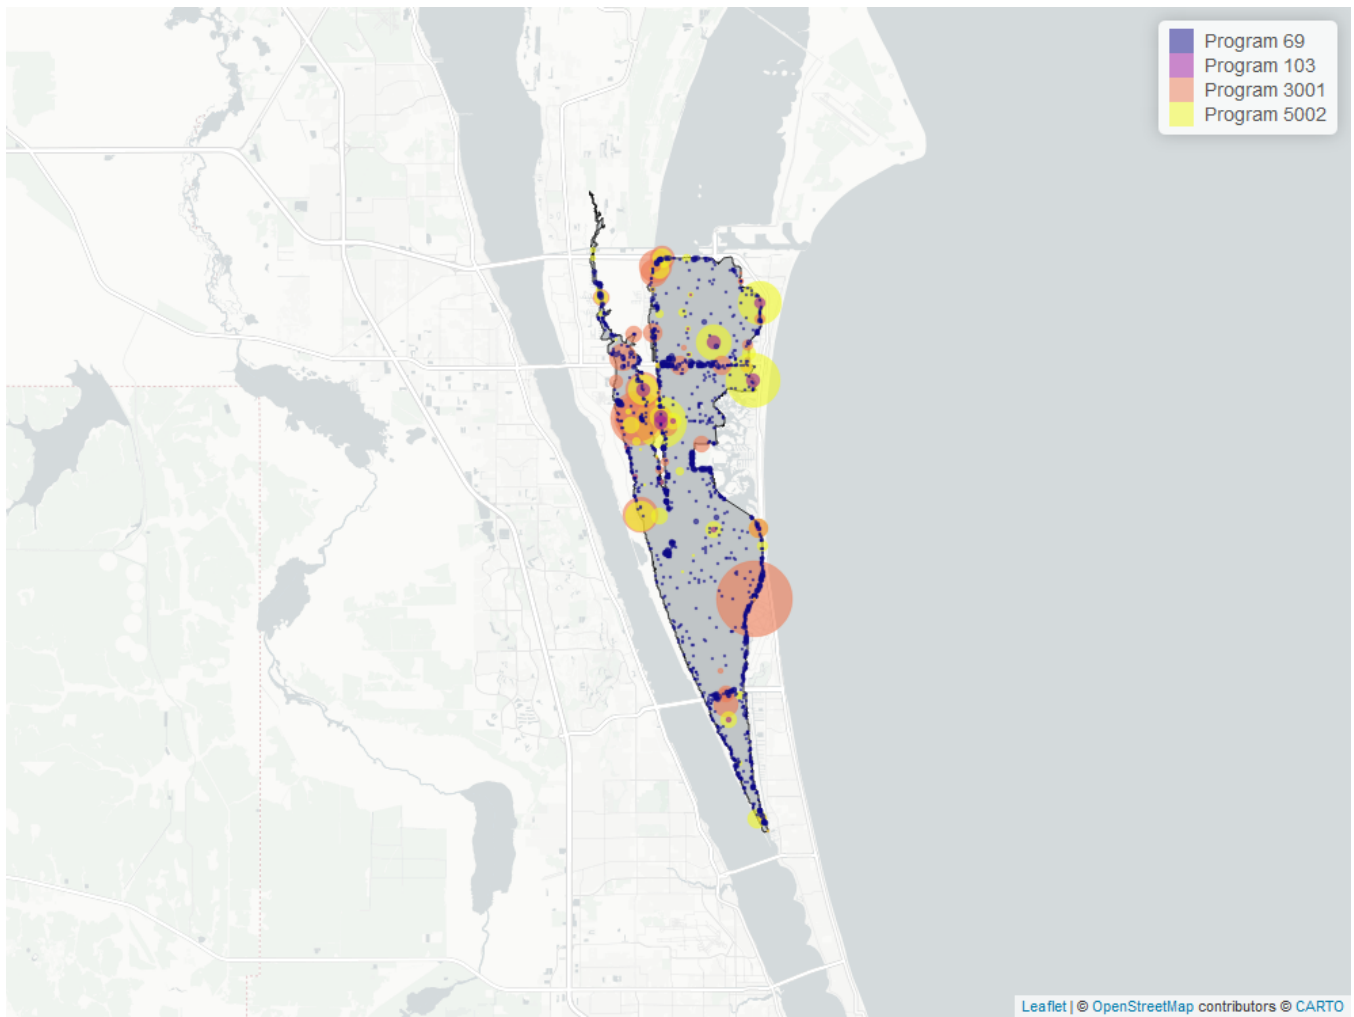 Program 69
Program 103
Program 3001
Program 5002
Leaflet | © OpenStreetMap contributors © CARTO